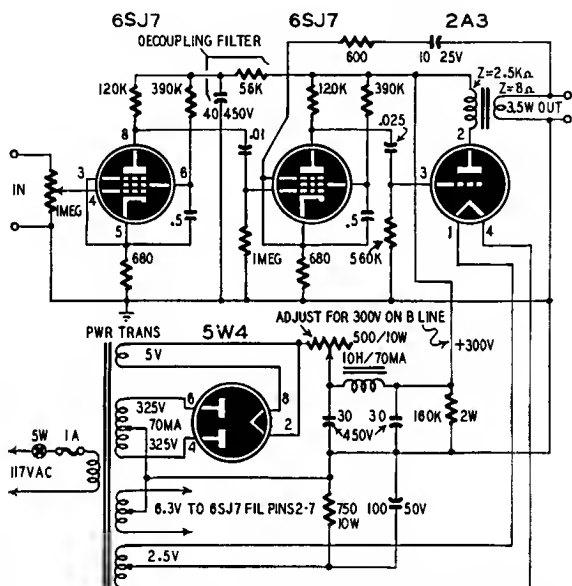 6SJ7 6SJ7 2A3
DECOUPLING FILTER
600
10 25V
Z=2.5KΩ
Z=8Ω
3.5W OUT
120K 390K 56K 120K 390K
40 450V
.01
.025
8
8
2
3
4
6
3
IN
1MEG
5
.5
.5
1
4
680
1MEG
680
560K
PWR TRANS
5W4
ADJUST FOR 300V ON B LINE
500/10W
+300V
10H/70MA
5V
325V
70MA
325V
6
4
8
2
30
30
450V
160K
2W
5W
1A
117VAC
6.3V TO 6SJ7 FIL PINS 2-7
750
10W
100
50V
2.5V